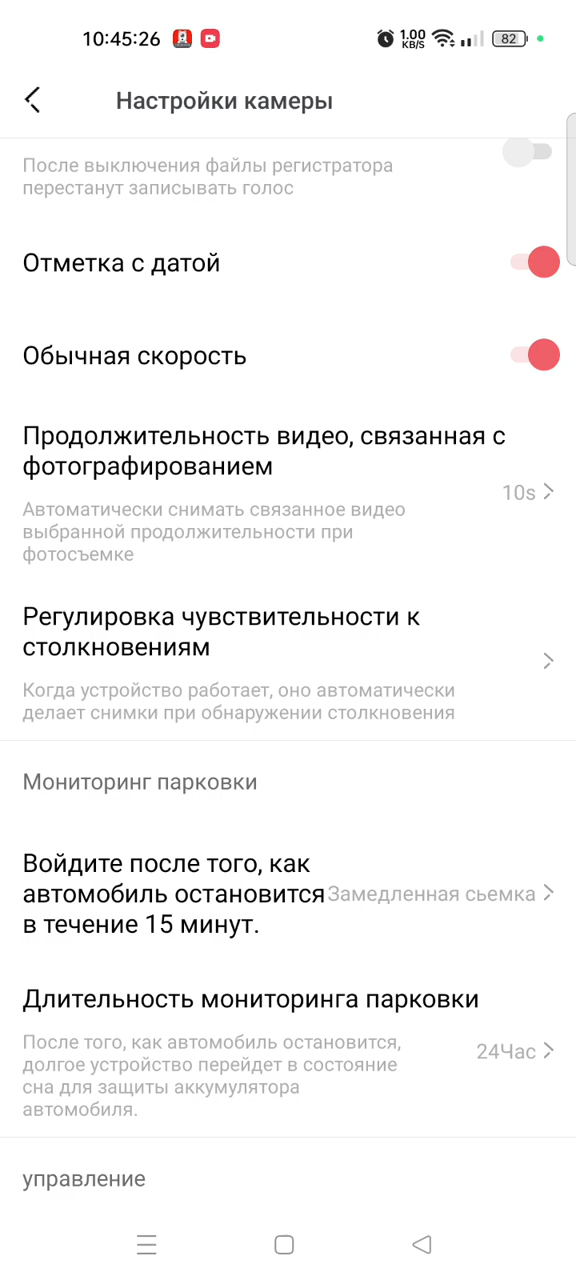 10:45:26
1.00
KB/S
82
Настройки камеры
После выключения файлы регистратора
перестанут записывать голос
Отметка с датой
Обычная скорость
Продолжительность видео, связанная с
фотографированием
10s
Автоматически снимать связанное видео
выбранной продолжительности при
фотосъемке
Регулировка чувствительности к
столкновениям
Когда устройство работает, оно автоматически
делает снимки при обнаружении столкновения
Мониторинг парковки
Войдите после того, как
автомобиль остановится
в течение 15 минут.
Замедленная сьемка
Длительность мониторинга парковки
После того, как автомобиль остановится,
долгое устройство перейдет в состояние
сна для защиты аккумулятора
автомобиля.
24Час
управление